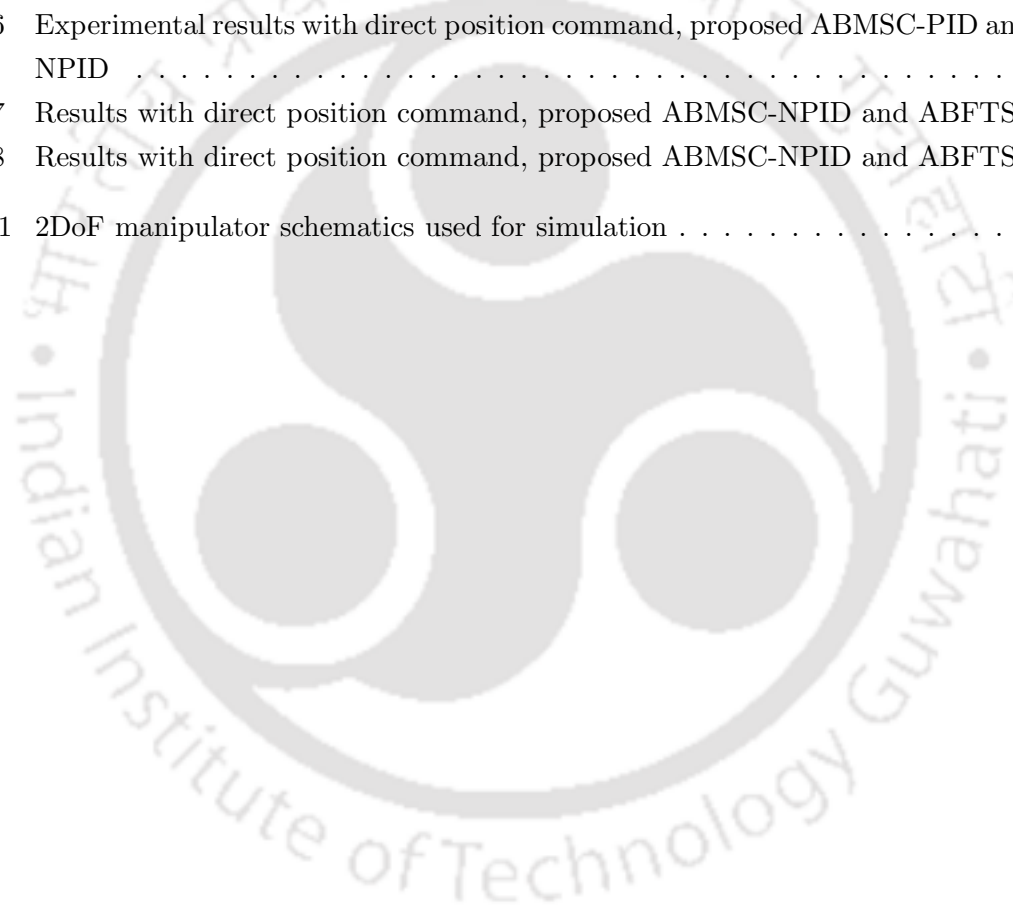 Experimental results with direct position command, proposed ABMSC-PID
NPID . . . . . . . . . . . . . . . . . . . . . . . . . . . . . . . . . . . . . . .
Results with direct position command, proposed ABMSC-NPID and ABFTS
Results with direct position command, proposed ABMSC-NPID and ABFTS
1 2DoF manipulator schematics used for simulation . . . . . . . . . . . . . . .
Indian Institute of Technology Guwahati